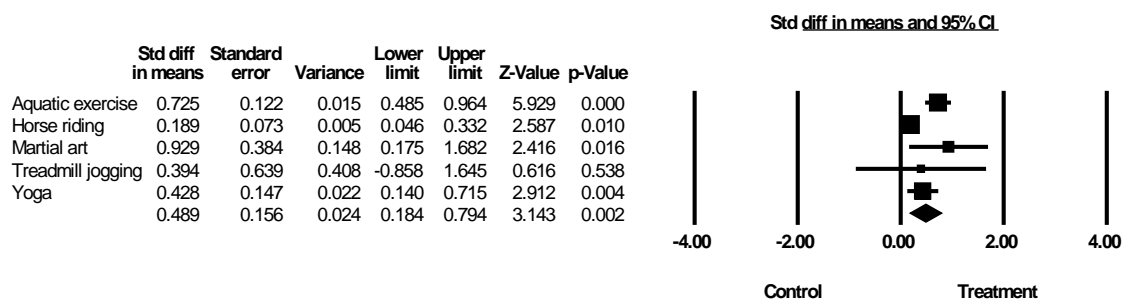 Std diff in means and 95% CI
Std diff Standard Lower Upper
in means error Variance limit limit Z-Value p-Value
Aquatic exercise 0.725 0.122 0.015 0.485 0.964 5.929 0.000
Horse riding 0.189 0.073 0.005 0.046 0.332 2.587 0.010
Martial art 0.929 0.384 0.148 0.175 1.682 2.416 0.016
Treadmill jogging 0.394 0.639 0.408 -0.858 1.645 0.616 0.538
Yoga 0.428 0.147 0.022 0.140 0.715 2.912 0.004
0.489 0.156 0.024 0.184 0.794 3.143 0.002
-4.00 -2.00 0.00 2.00 4.00
Control Treatment